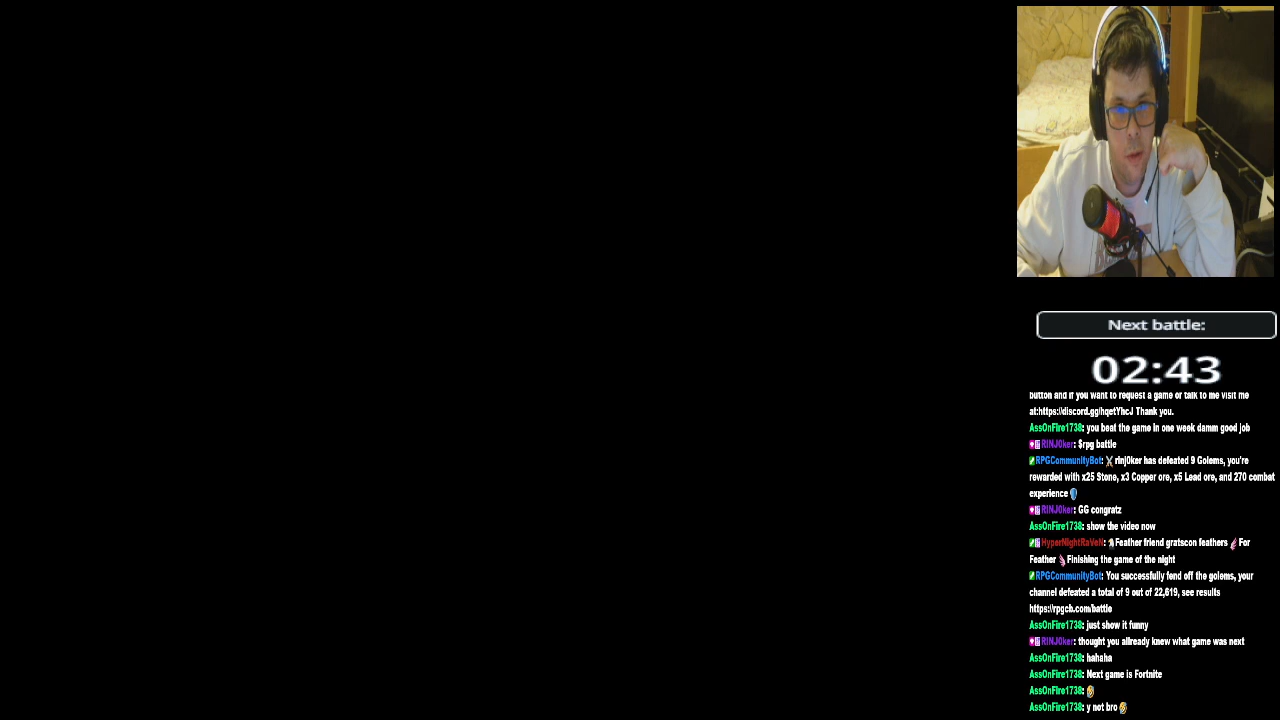 Next battle:
02:43
button and if you want to request a game or talk to me visit me
at:https://discord.gg/hqetYhcJ Thank you.
AssOnFire1738: you beat the game in one week damm good job
RINJ0ker: $rpg battle
RPGCommunityBot: rinj0ker has defeated 9 Golems, you're
rewarded with x25 Stone, x3 Copper ore, x5 Lead ore, and 270 combat
experience
RINJ0ker: GG congratz
AssOnFire1738: show the video now
HyperNightRaVeN: Feather friend gratscon feathers For
Feather Finishing the game of the night
RPGCommunityBot: You successfully fend off the golems, your
channel defeated a total of 9 out of 22,619, see results
https://rpgcb.com/battle
AssOnFire1738: just show it funny
RINJ0ker: thought you allready knew what game was next
AssOnFire1738: hahaha
AssOnFire1738: Next game is Fortnite
AssOnFire1738:
AssOnFire1738: y not bro